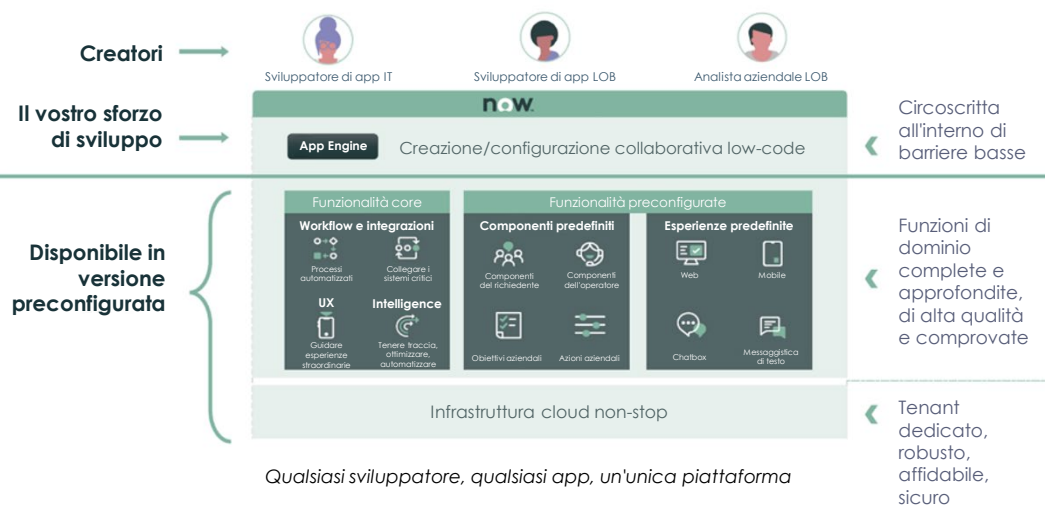 Creatori
Sviluppatore di app IT
Sviluppatore di app LOB
Analista aziendale LOB
Il vostro sforzo
di sviluppo
now.
App Engine
Creazione/configurazione collaborativa low-code
Circoscritta
all'interno di
barriere basse
Disponibile in
versione
preconfigurata
Funzionalità core
Workflow e integrazioni
Processi
automatizzati
Collegare i
sistemi critici
UX
Guidare
esperienze
straordinarie
Intelligence
Tenere traccia,
ottimizzare,
automatizzare
Funzionalità preconfigurate
Componenti predefiniti
Componenti
del richiedente
Componenti
dell'operatore
Obiettivi aziendali
Azioni aziendali
Esperienze predefinite
Web
Mobile
Chatbox
Messaggistica
di testo
Funzioni di
dominio
complete e
approfondite,
di alta qualità
e comprovate
Infrastruttura cloud non-stop
Tenant
dedicato,
robusto,
affidabile,
sicuro
Qualsiasi sviluppatore, qualsiasi app, un'unica piattaforma